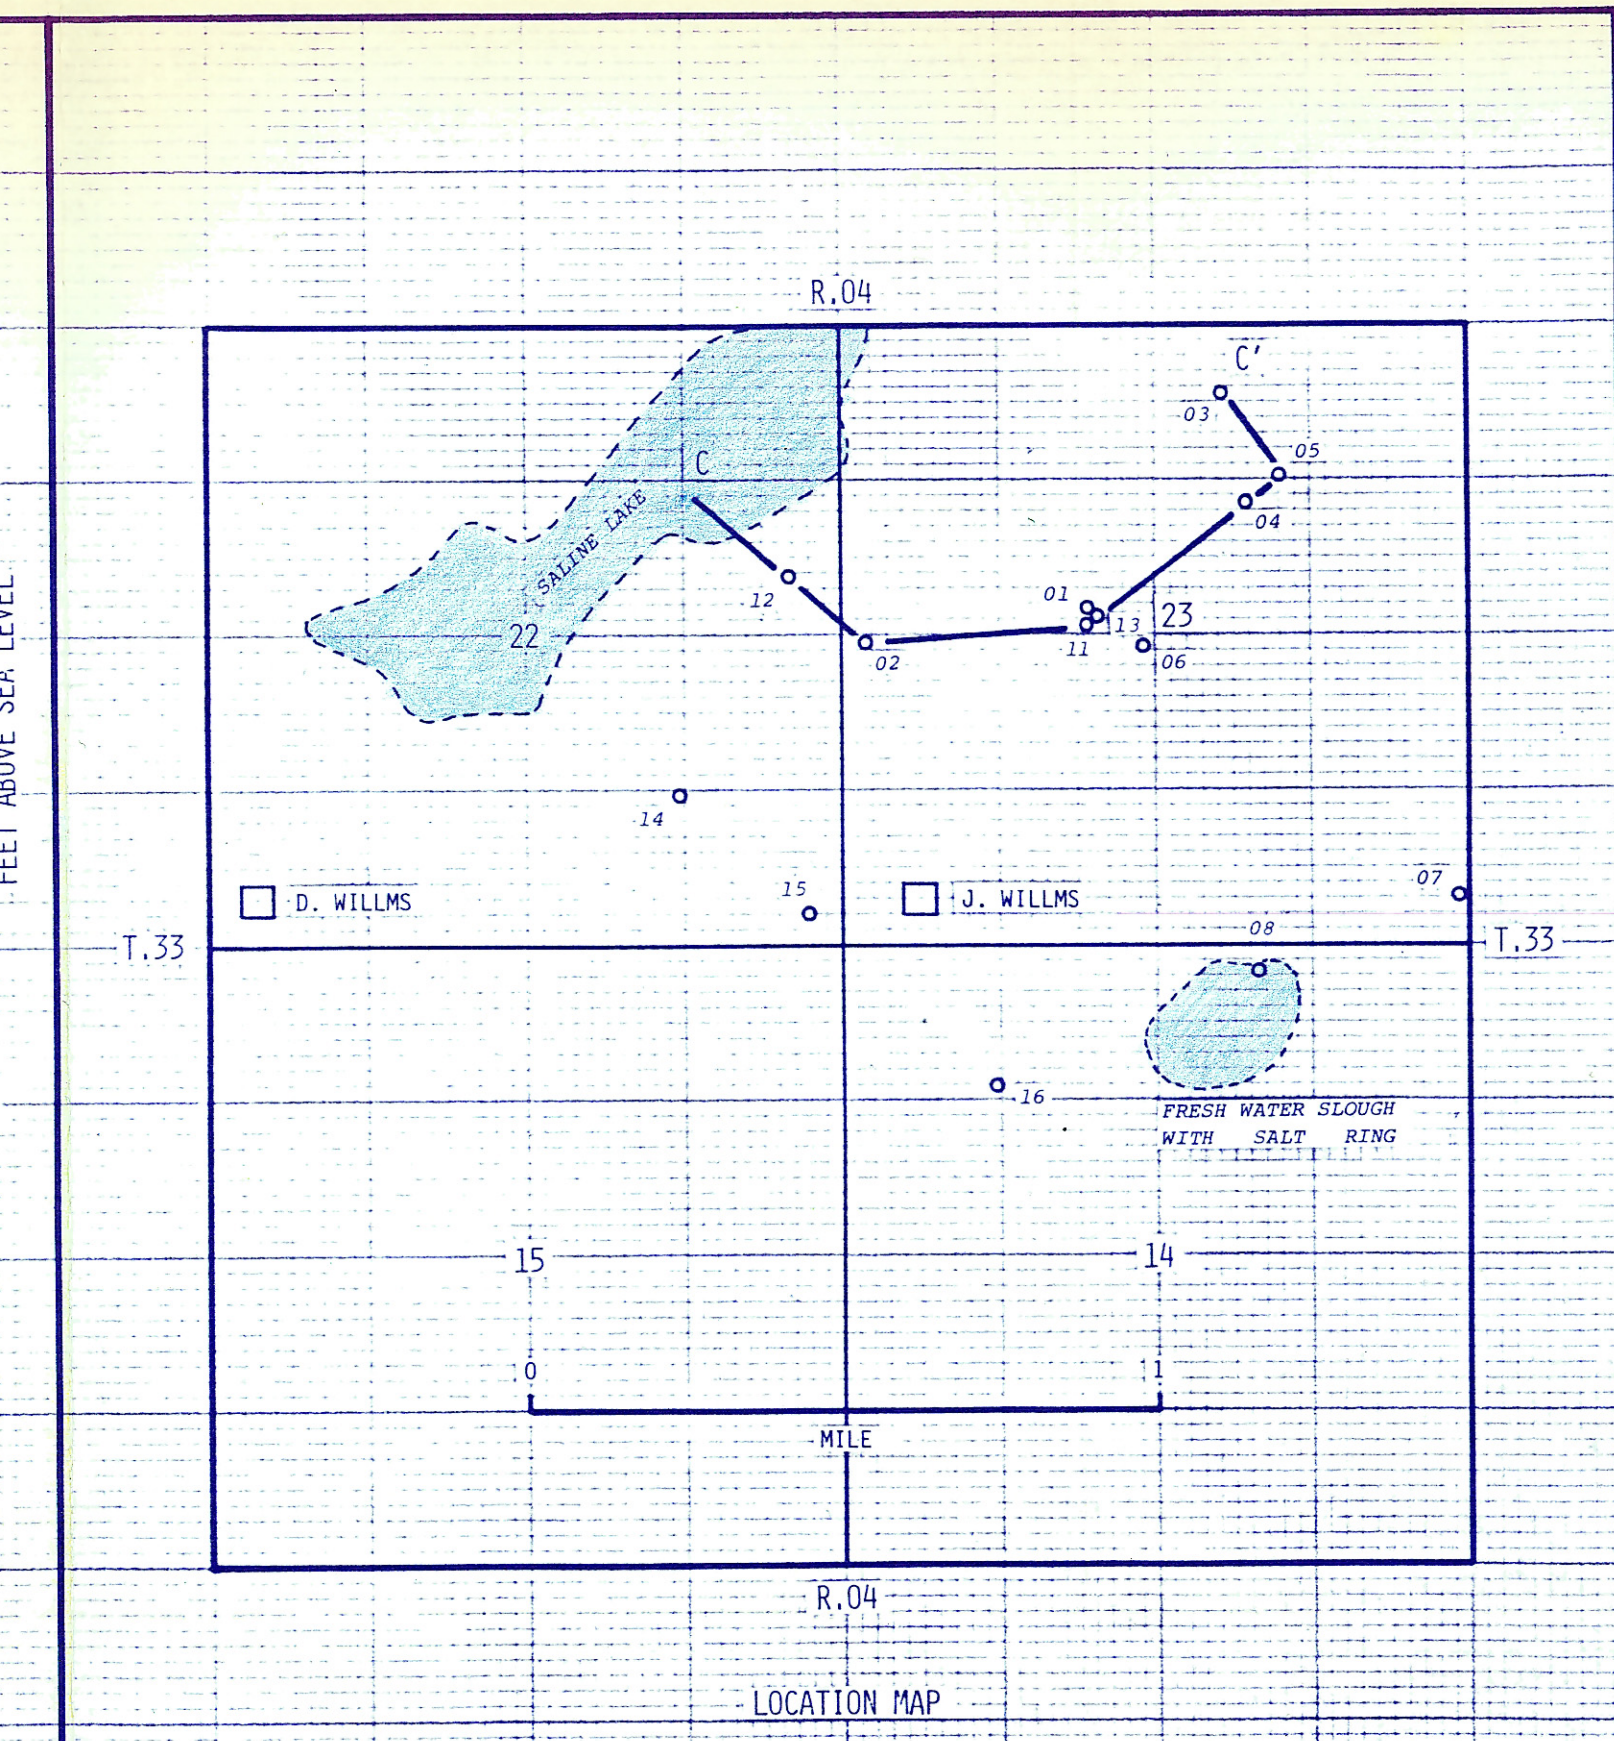 R.04
C'
03
05
C
04
SALINE LAKE
12
01
13
23
22
11
02
06
FEET ABOVE SEA LEVEL
14
07
15
D. WILLMS
J. WILLMS
08
T.33
T.33
16
FRESH WATER SLOUGH
WITH SALT RING
15
14
0
1
MILE
R.04
LOCATION MAP